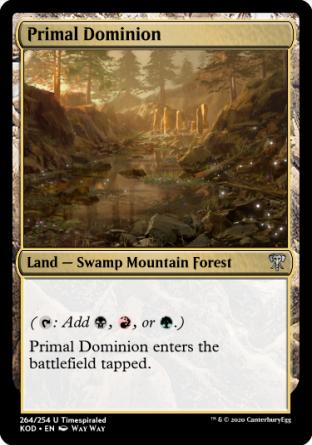 Primal Dominion
Land — Swamp Mountain Forest
( : Add , , or .)
Primal Dominion enters the
battlefield tapped.
264/254 U Timespiraled
KOD • EN Way Way
™ & © 2020 CanterburyEgg